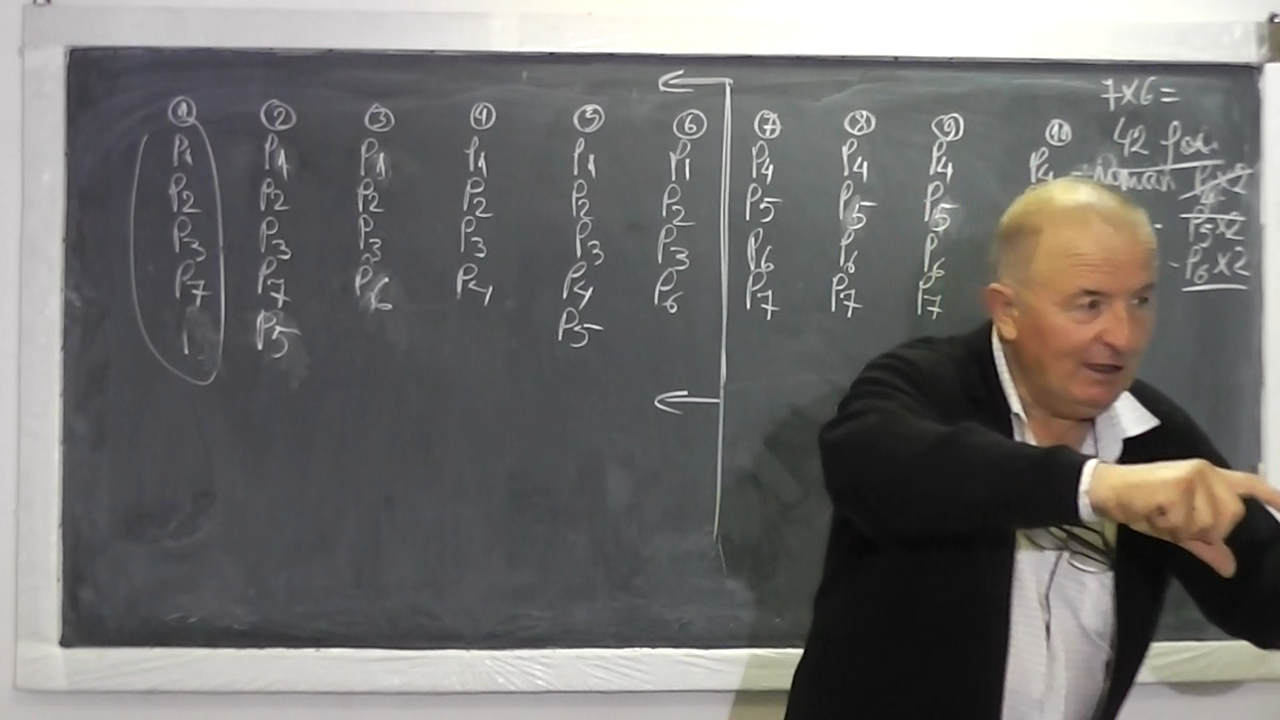 ① ② ③ ④ ⑤ ⑥ ⑦ ⑧ ⑨ ⑩
P1 P1 P1 P1 P1 P1 P4 P4 P4 P4
P2 P2 P2 P2 P2 P2 P5 P5 P5
P3 P3 P3 P3 P3 P3 P6 P6 P6
P7 P7 P6 P4 P4 P6 P7 P7 P7
P5 P5
7x6=
42 foi
P4x2
- P5x2
- P6x2